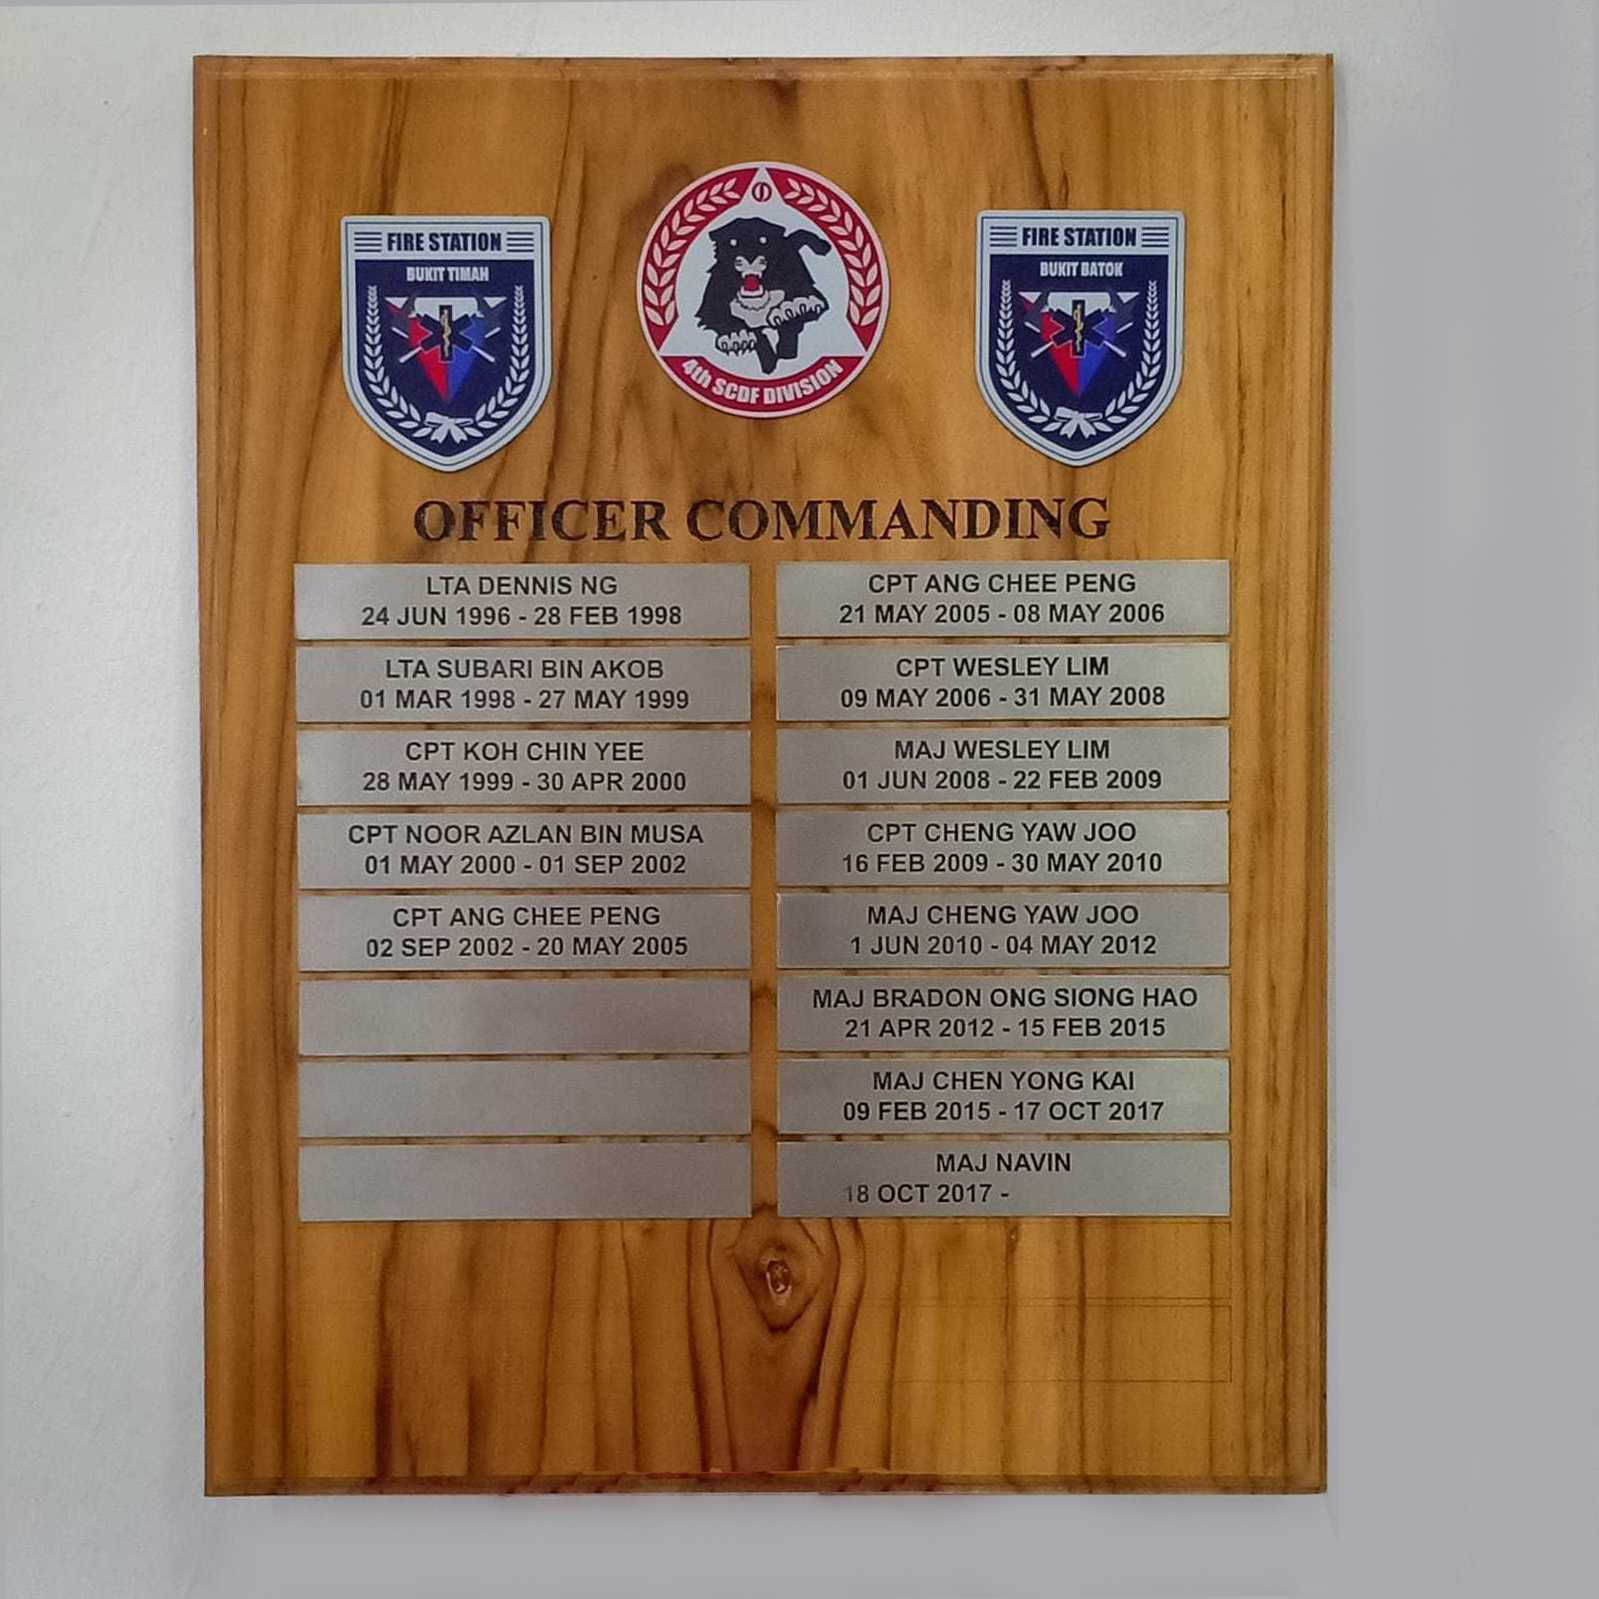 FIRE STATION
BUKIT TIMAH
4th SCDF DIVISION
FIRE STATION
BUKIT BATOK
OFFICER COMMANDING
LTA DENNIS NG
24 JUN 1996 - 28 FEB 1998
LTA SUBARI BIN AKOB
01 MAR 1998 - 27 MAY 1999
CPT KOH CHIN YEE
28 MAY 1999 - 30 APR 2000
CPT NOOR AZLAN BIN MUSA
01 MAY 2000 - 01 SEP 2002
CPT ANG CHEE PENG
02 SEP 2002 - 20 MAY 2005
CPT ANG CHEE PENG
21 MAY 2005 - 08 MAY 2006
CPT WESLEY LIM
09 MAY 2006 - 31 MAY 2008
MAJ WESLEY LIM
01 JUN 2008 - 22 FEB 2009
CPT CHENG YAW JOO
16 FEB 2009 - 30 MAY 2010
MAJ CHENG YAW JOO
1 JUN 2010 - 04 MAY 2012
MAJ BRADON ONG SIONG HAO
21 APR 2012 - 15 FEB 2015
MAJ CHEN YONG KAI
09 FEB 2015 - 17 OCT 2017
MAJ NAVIN
18 OCT 2017 -